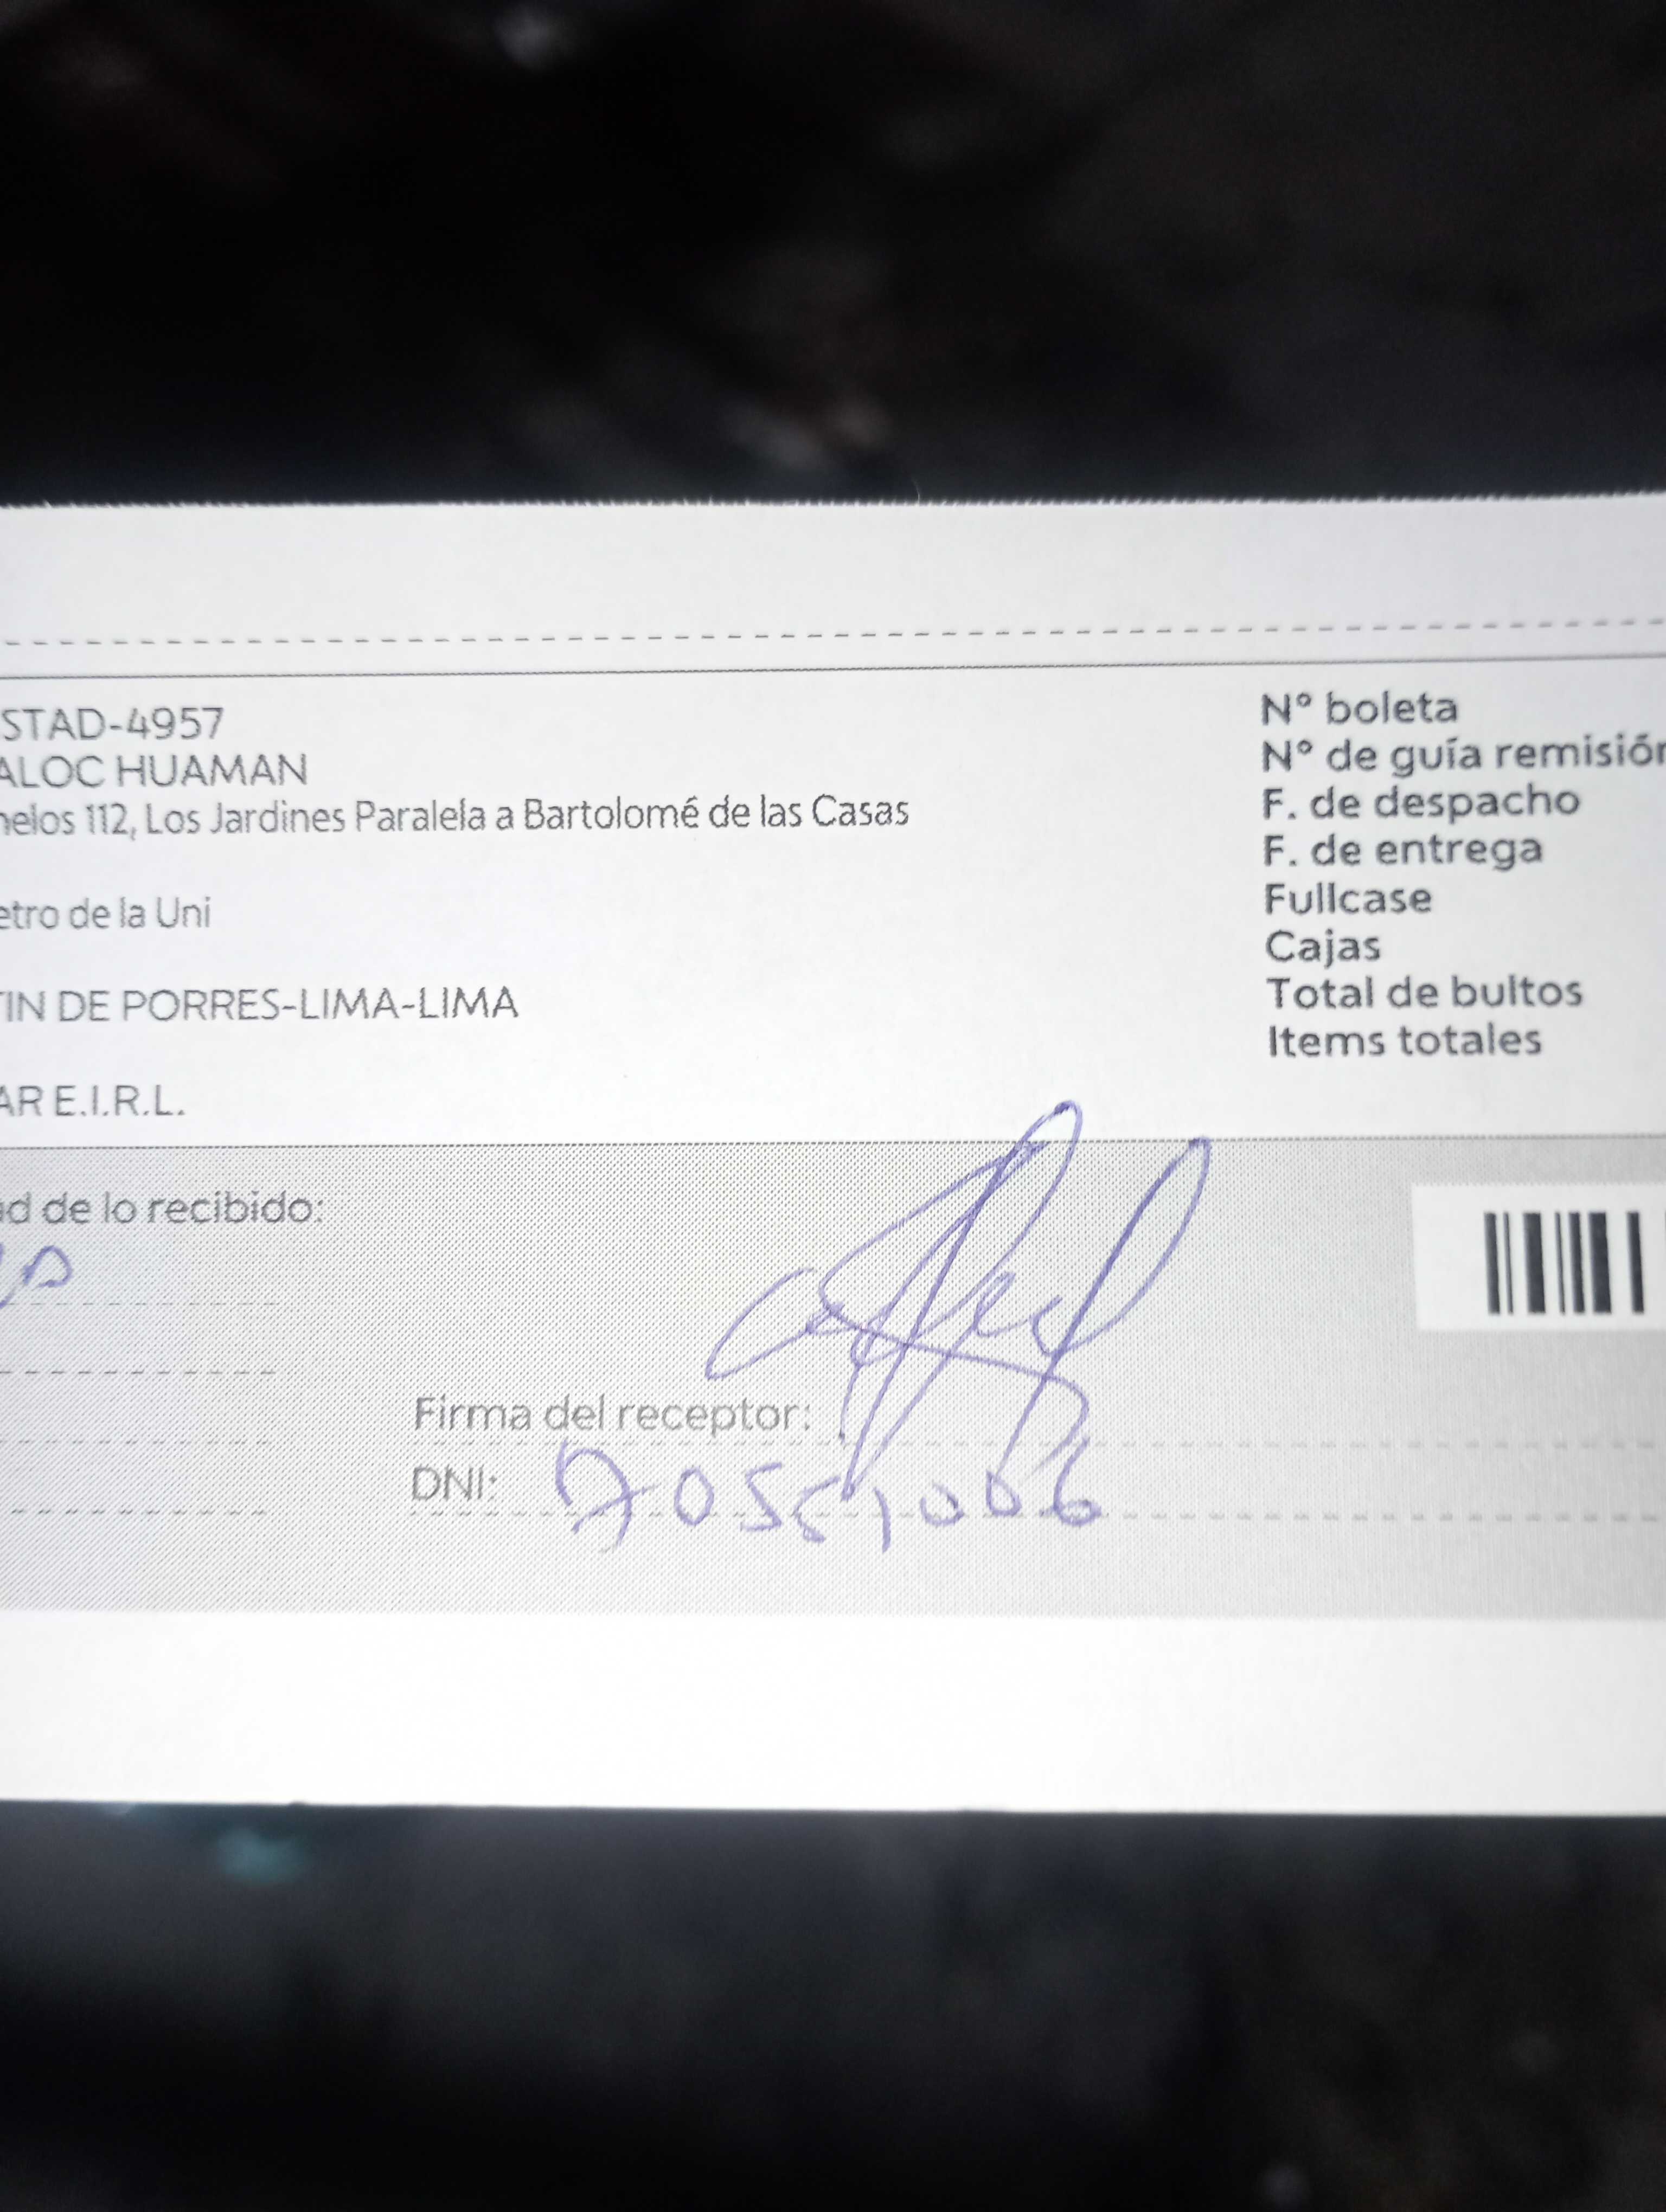 STAD-4957
ALOC HUAMAN
nelos 112, Los Jardines Paralela a Bartolomé de las Casas
etro de la Uni
TIN DE PORRES-LIMA-LIMA
AR E.I.R.L.
N° boleta
N° de guía remisión
F. de despacho
F. de entrega
Fullcase
Cajas
Total de bultos
Items totales
ad de lo recibido:
Firma del receptor:
DNI: